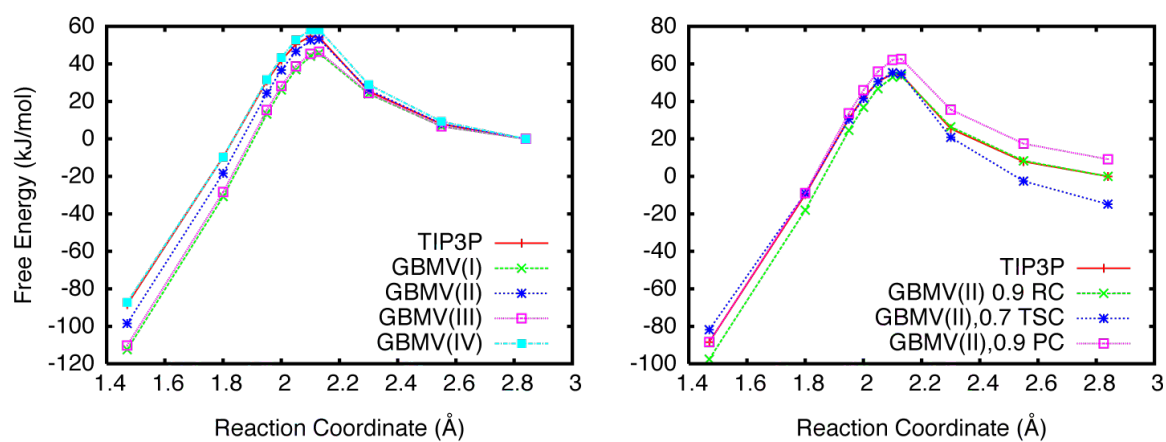 Free Energy (kJ/mol)
60
40
20
0
-20
-40
-60
-80
-100
-120
TIP3P
GBMV(I)
GBMV(II)
GBMV(III)
GBMV(IV)
1.4 1.6 1.8 2 2.2 2.4 2.6 2.8 3
Reaction Coordinate (Å)
80
60
40
20
0
-20
-40
-60
-80
-100
TIP3P
GBMV(II) 0.9 RC
GBMV(II),0.7 TSC
GBMV(II),0.9 PC
1.4 1.6 1.8 2 2.2 2.4 2.6 2.8 3
Reaction Coordinate (Å)